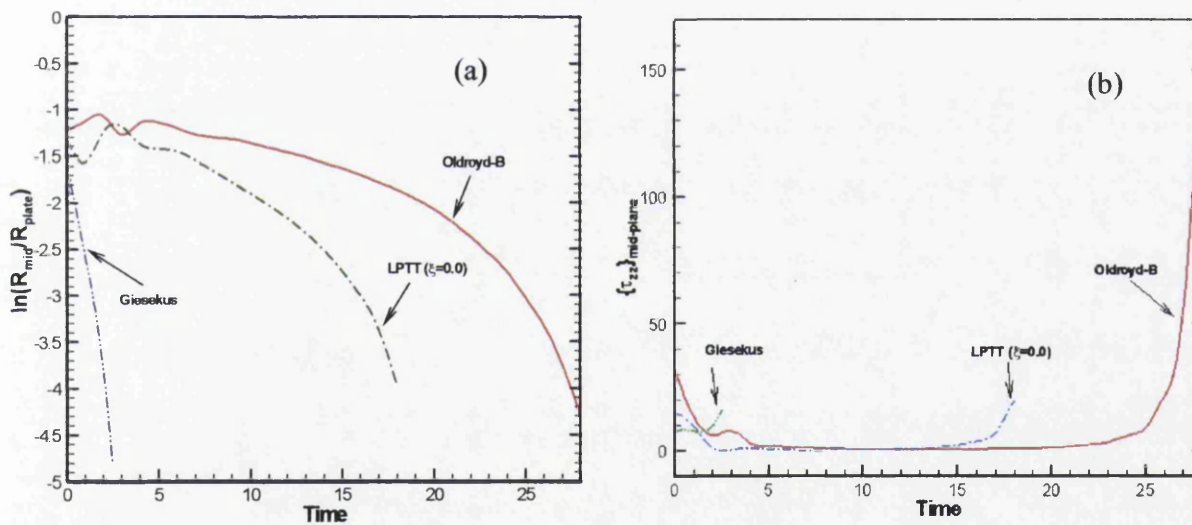 (a)
0
-0.5
-1
-1.5
-2
-2.5
-3
-3.5
-4
-4.5
-5
ln(R_mid/R_plate)
Oldroyd-B
LPTT (ξ=0.0)
Giesekus
0 5 10 15 20 25
Time
(b)
150
100
50
0
{τ_zz}_mid-plane
Oldroyd-B
Giesekus
LPTT (ξ=0.0)
0 5 10 15 20 25
Time